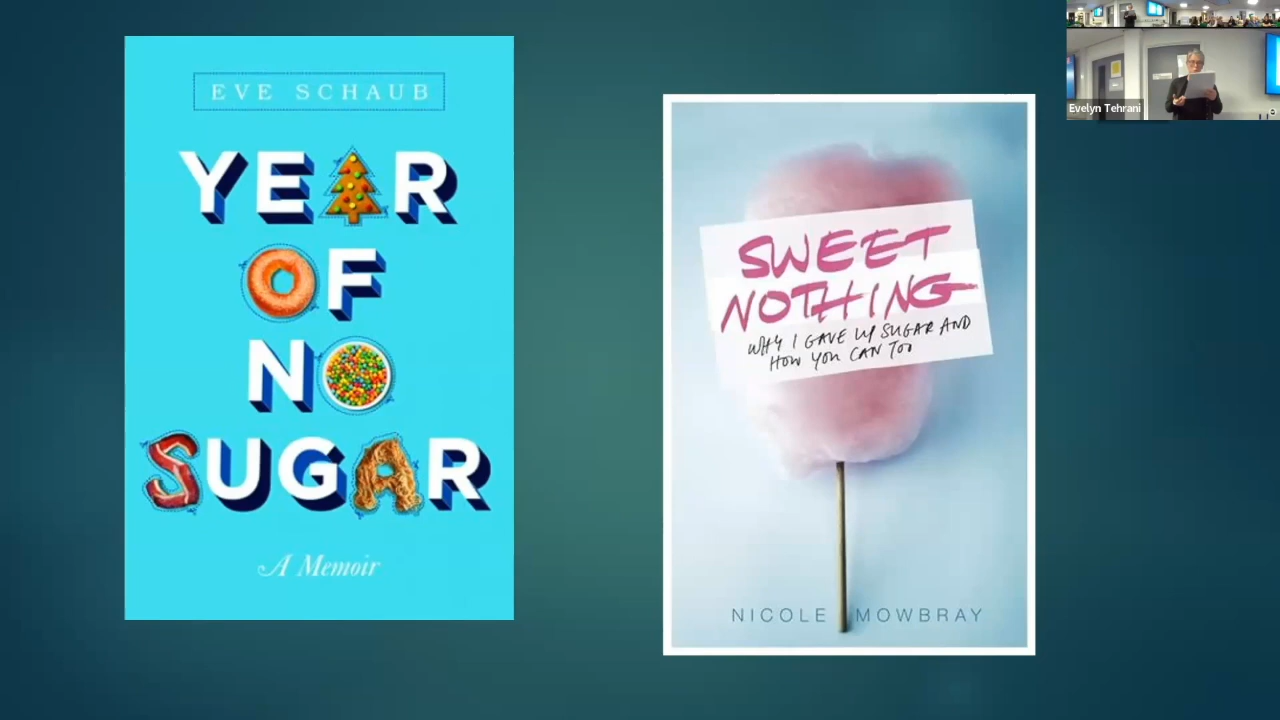 EVE SCHAUB
YEAR
OF
NO
SUGAR
A Memoir
SWEET
NOTHING
WHY I GAVE UP SUGAR AND
HOW YOU CAN TOO
NICOLE MOWBRAY
Evelyn Tehrani